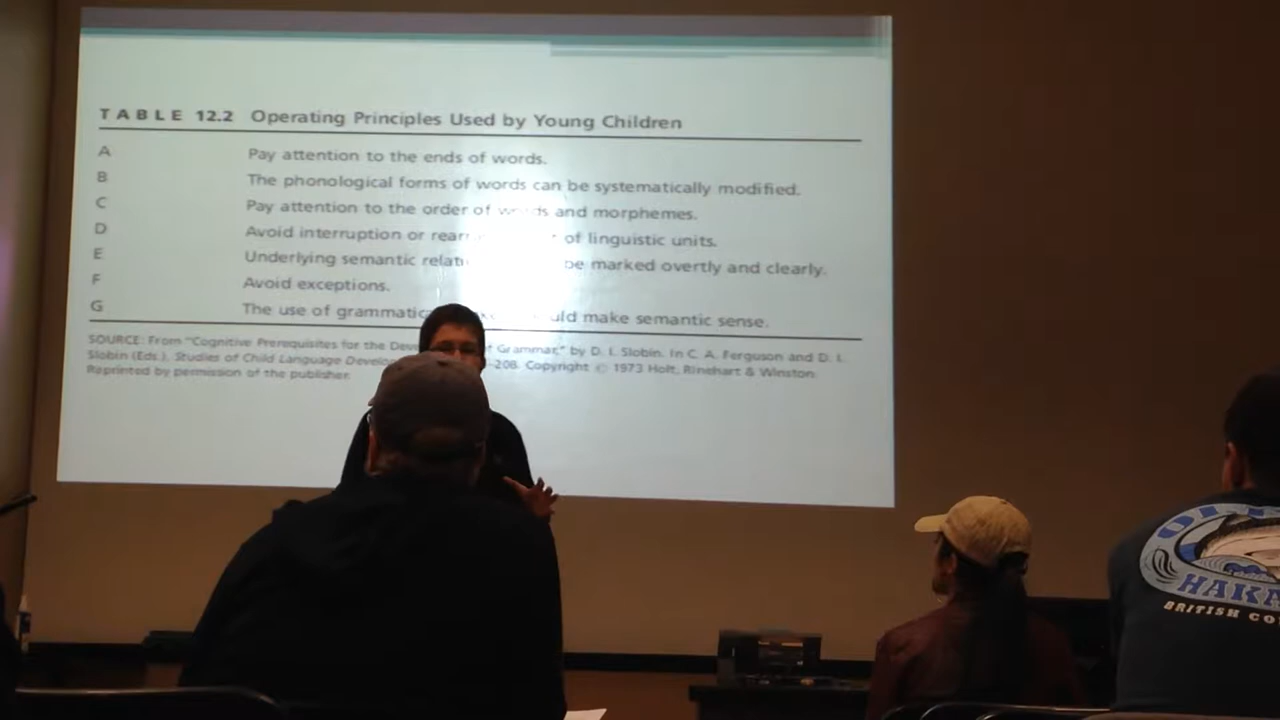 TABLE 12.2 Operating Principles Used by Young Children
A Pay attention to the ends of words.
B The phonological forms of words can be systematically modified.
C Pay attention to the order of words and morphemes.
D Avoid interruption or of linguistic units.
E Underlying semantic be marked overtly and clearly.
F Avoid exceptions.
G The use of make semantic sense.
SOURCE: From "Cognitive Prerequisites for the Grammar," by D. I. Slobin. In C. A. Ferguson and D. I.
Slobin (Eds.). Studies of Child Language -208. Copyright © 1973 Holt, Rinehart & Winston
Reprinted by permission of the publisher.
HAKA
BRITISH CO